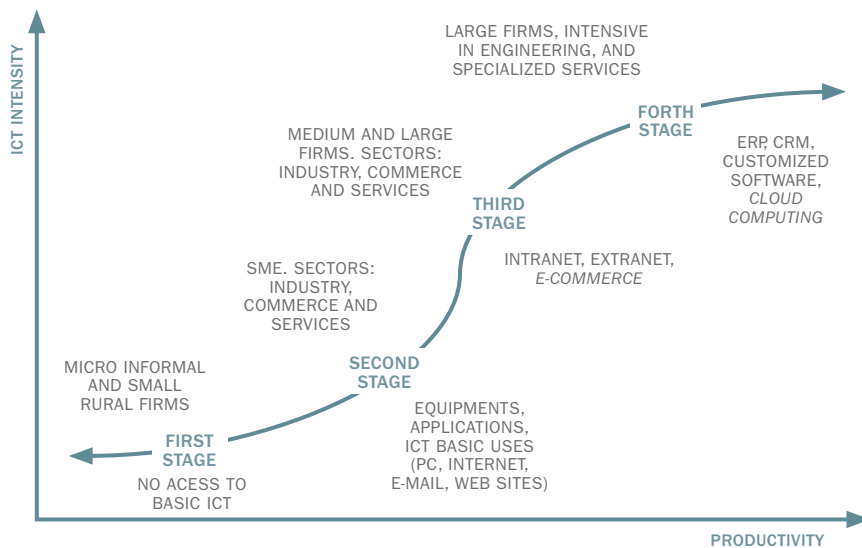 ICT INTENSITY
LARGE FIRMS, INTENSIVE
IN ENGINEERING, AND
SPECIALIZED SERVICES
FORTH
STAGE
ERP, CRM,
CUSTOMIZED
SOFTWARE,
CLOUD
COMPUTING
MEDIUM AND LARGE
FIRMS. SECTORS:
INDUSTRY, COMMERCE
AND SERVICES
THIRD
STAGE
INTRANET, EXTRANET,
E-COMMERCE
SME. SECTORS:
INDUSTRY,
COMMERCE AND
SERVICES
SECOND
STAGE
EQUIPMENTS,
APPLICATIONS,
ICT BASIC USES
(PC, INTERNET,
E-MAIL, WEB SITES)
MICRO INFORMAL
AND SMALL
RURAL FIRMS
FIRST
STAGE
NO ACESS TO
BASIC ICT
PRODUCTIVITY